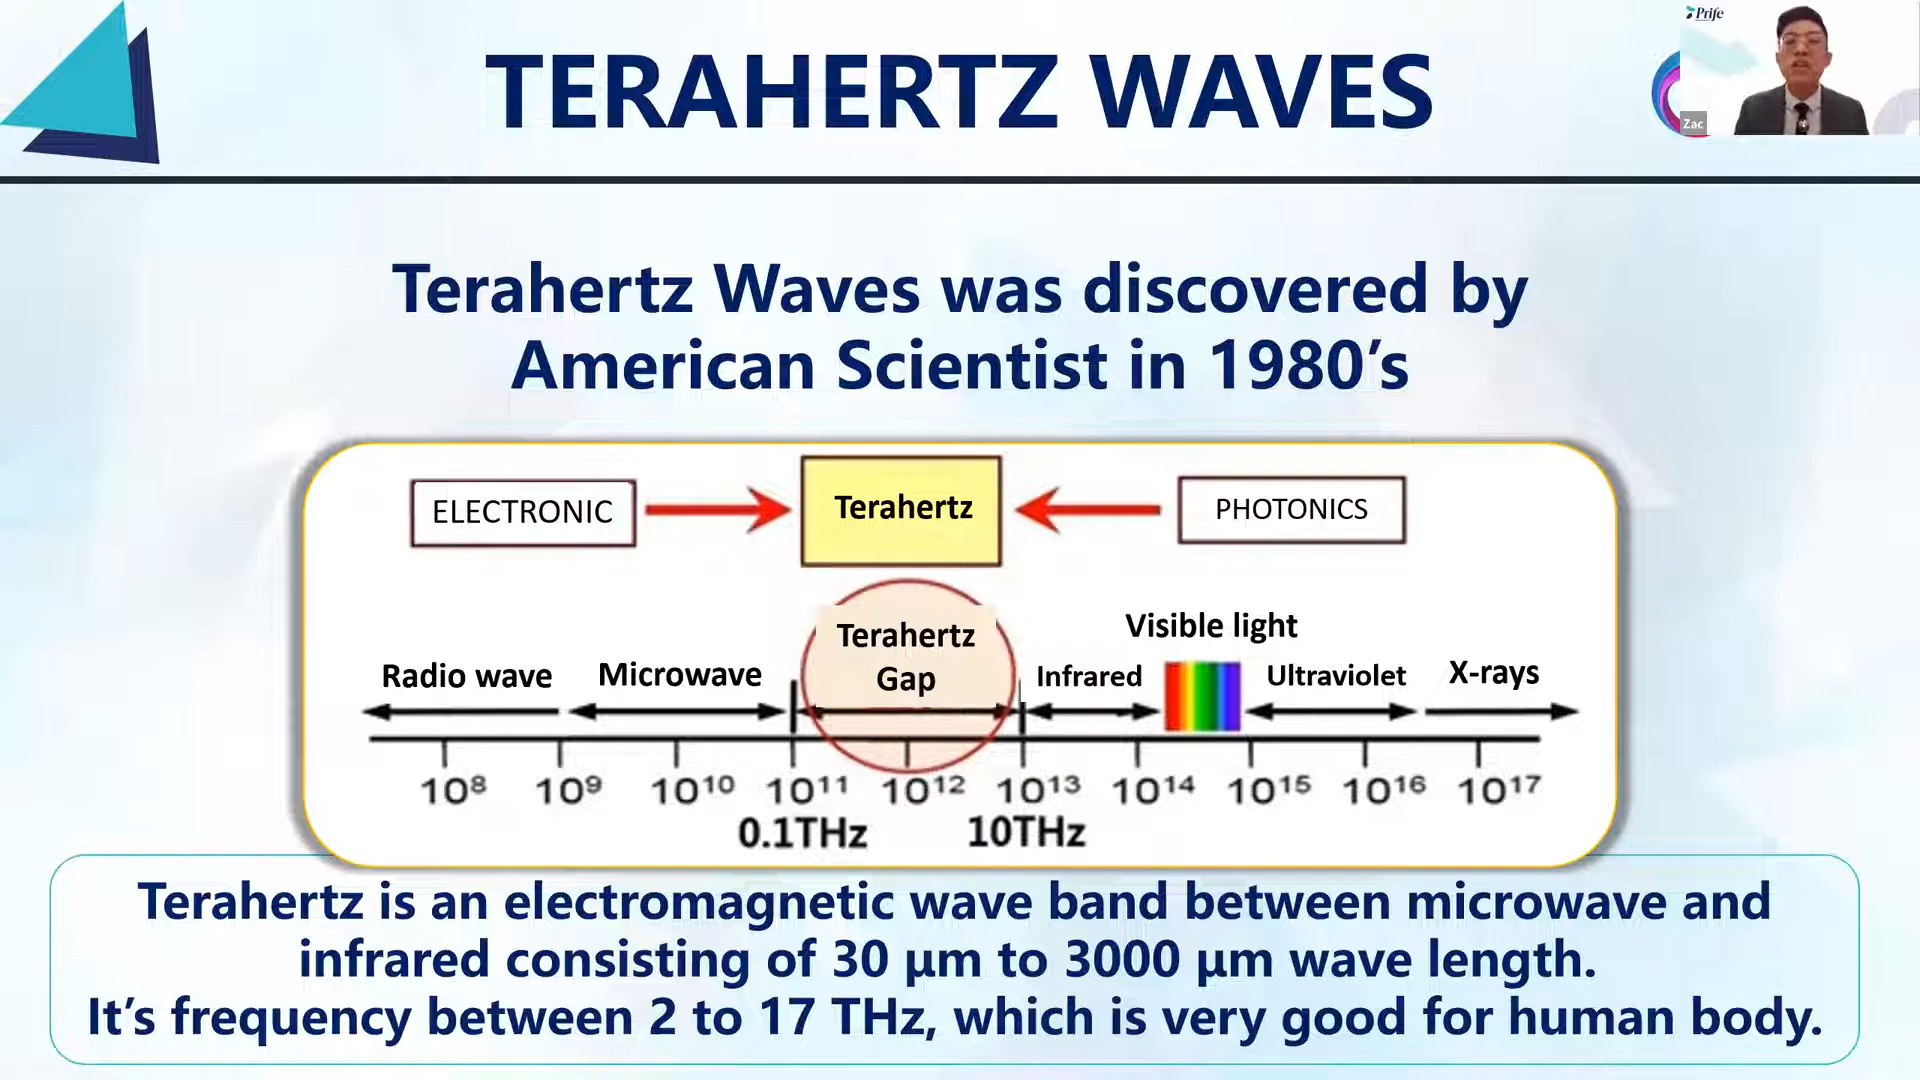 TERAHERTZ WAVES
Prife
Zac
Terahertz Waves was discovered by
American Scientist in 1980’s
ELECTRONIC
Terahertz
PHOTONICS
Visible light
Terahertz
Gap
Radio wave
Microwave
Infrared
Ultraviolet
X-rays
10⁸ 10⁹ 10¹⁰ 10¹¹ 10¹² 10¹³ 10¹⁴ 10¹⁵ 10¹⁶ 10¹⁷
0.1THz 10THz
Terahertz is an electromagnetic wave band between microwave and
infrared consisting of 30 μm to 3000 μm wave length.
It’s frequency between 2 to 17 THz, which is very good for human body.